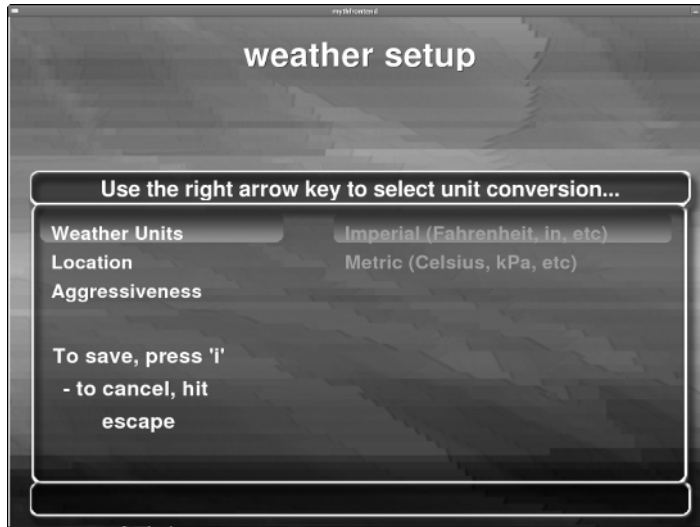 mythfrontend
weather setup
Use the right arrow key to select unit conversion...
Weather Units
Imperial (Fahrenheit, in, etc)
Location
Metric (Celsius, kPa, etc)
Aggressiveness
To save, press 'i'
- to cancel, hit
escape